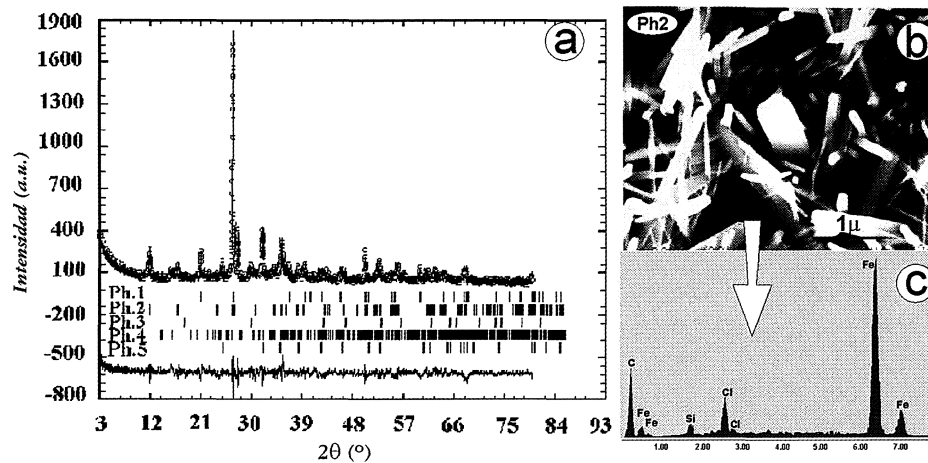 1900
1600
1300
1000
700
400
100
-200
-500
-800
Intensidad (a.u.)
a
Ph.1
Ph.2
Ph.3
Ph.4
Ph.5
3 12 21 30 39 48 57 66 75 84 93
2θ (º)
Ph2
b
1μ
c
Fe
C
Fe
Fe
Si
Cl
Cl
Fe
1.00 2.00 3.00 4.00 5.00 6.00 7.00